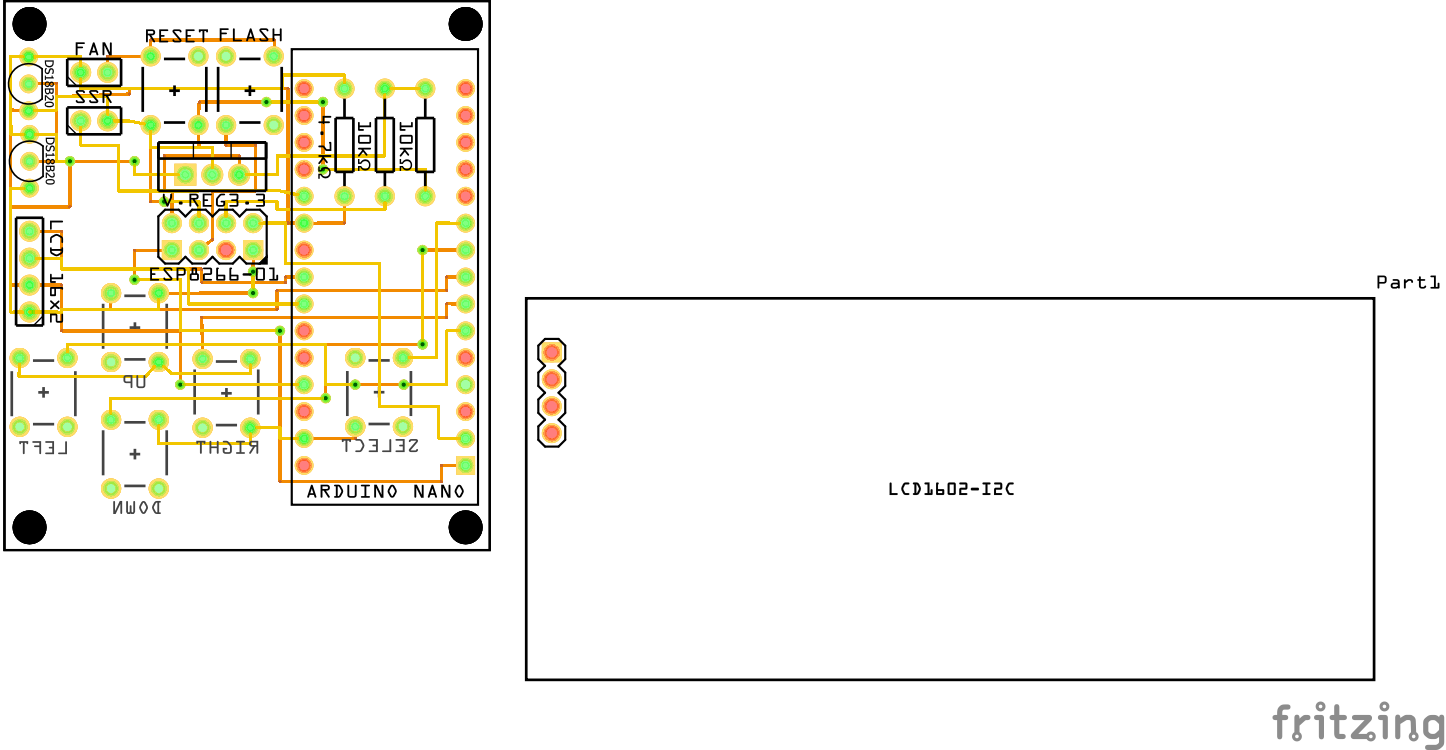 RESET FLASH
FAN
DS18B20
SSR
4.7kΩ
10kΩ
10kΩ
DS18B20
V.REG3.3
LCD 16x2
ESP8266-01
Part1
UP
LEFT
RIGHT
SELECT
ARDUINO NANO
LCD1602-I2C
DOWN
fritzing